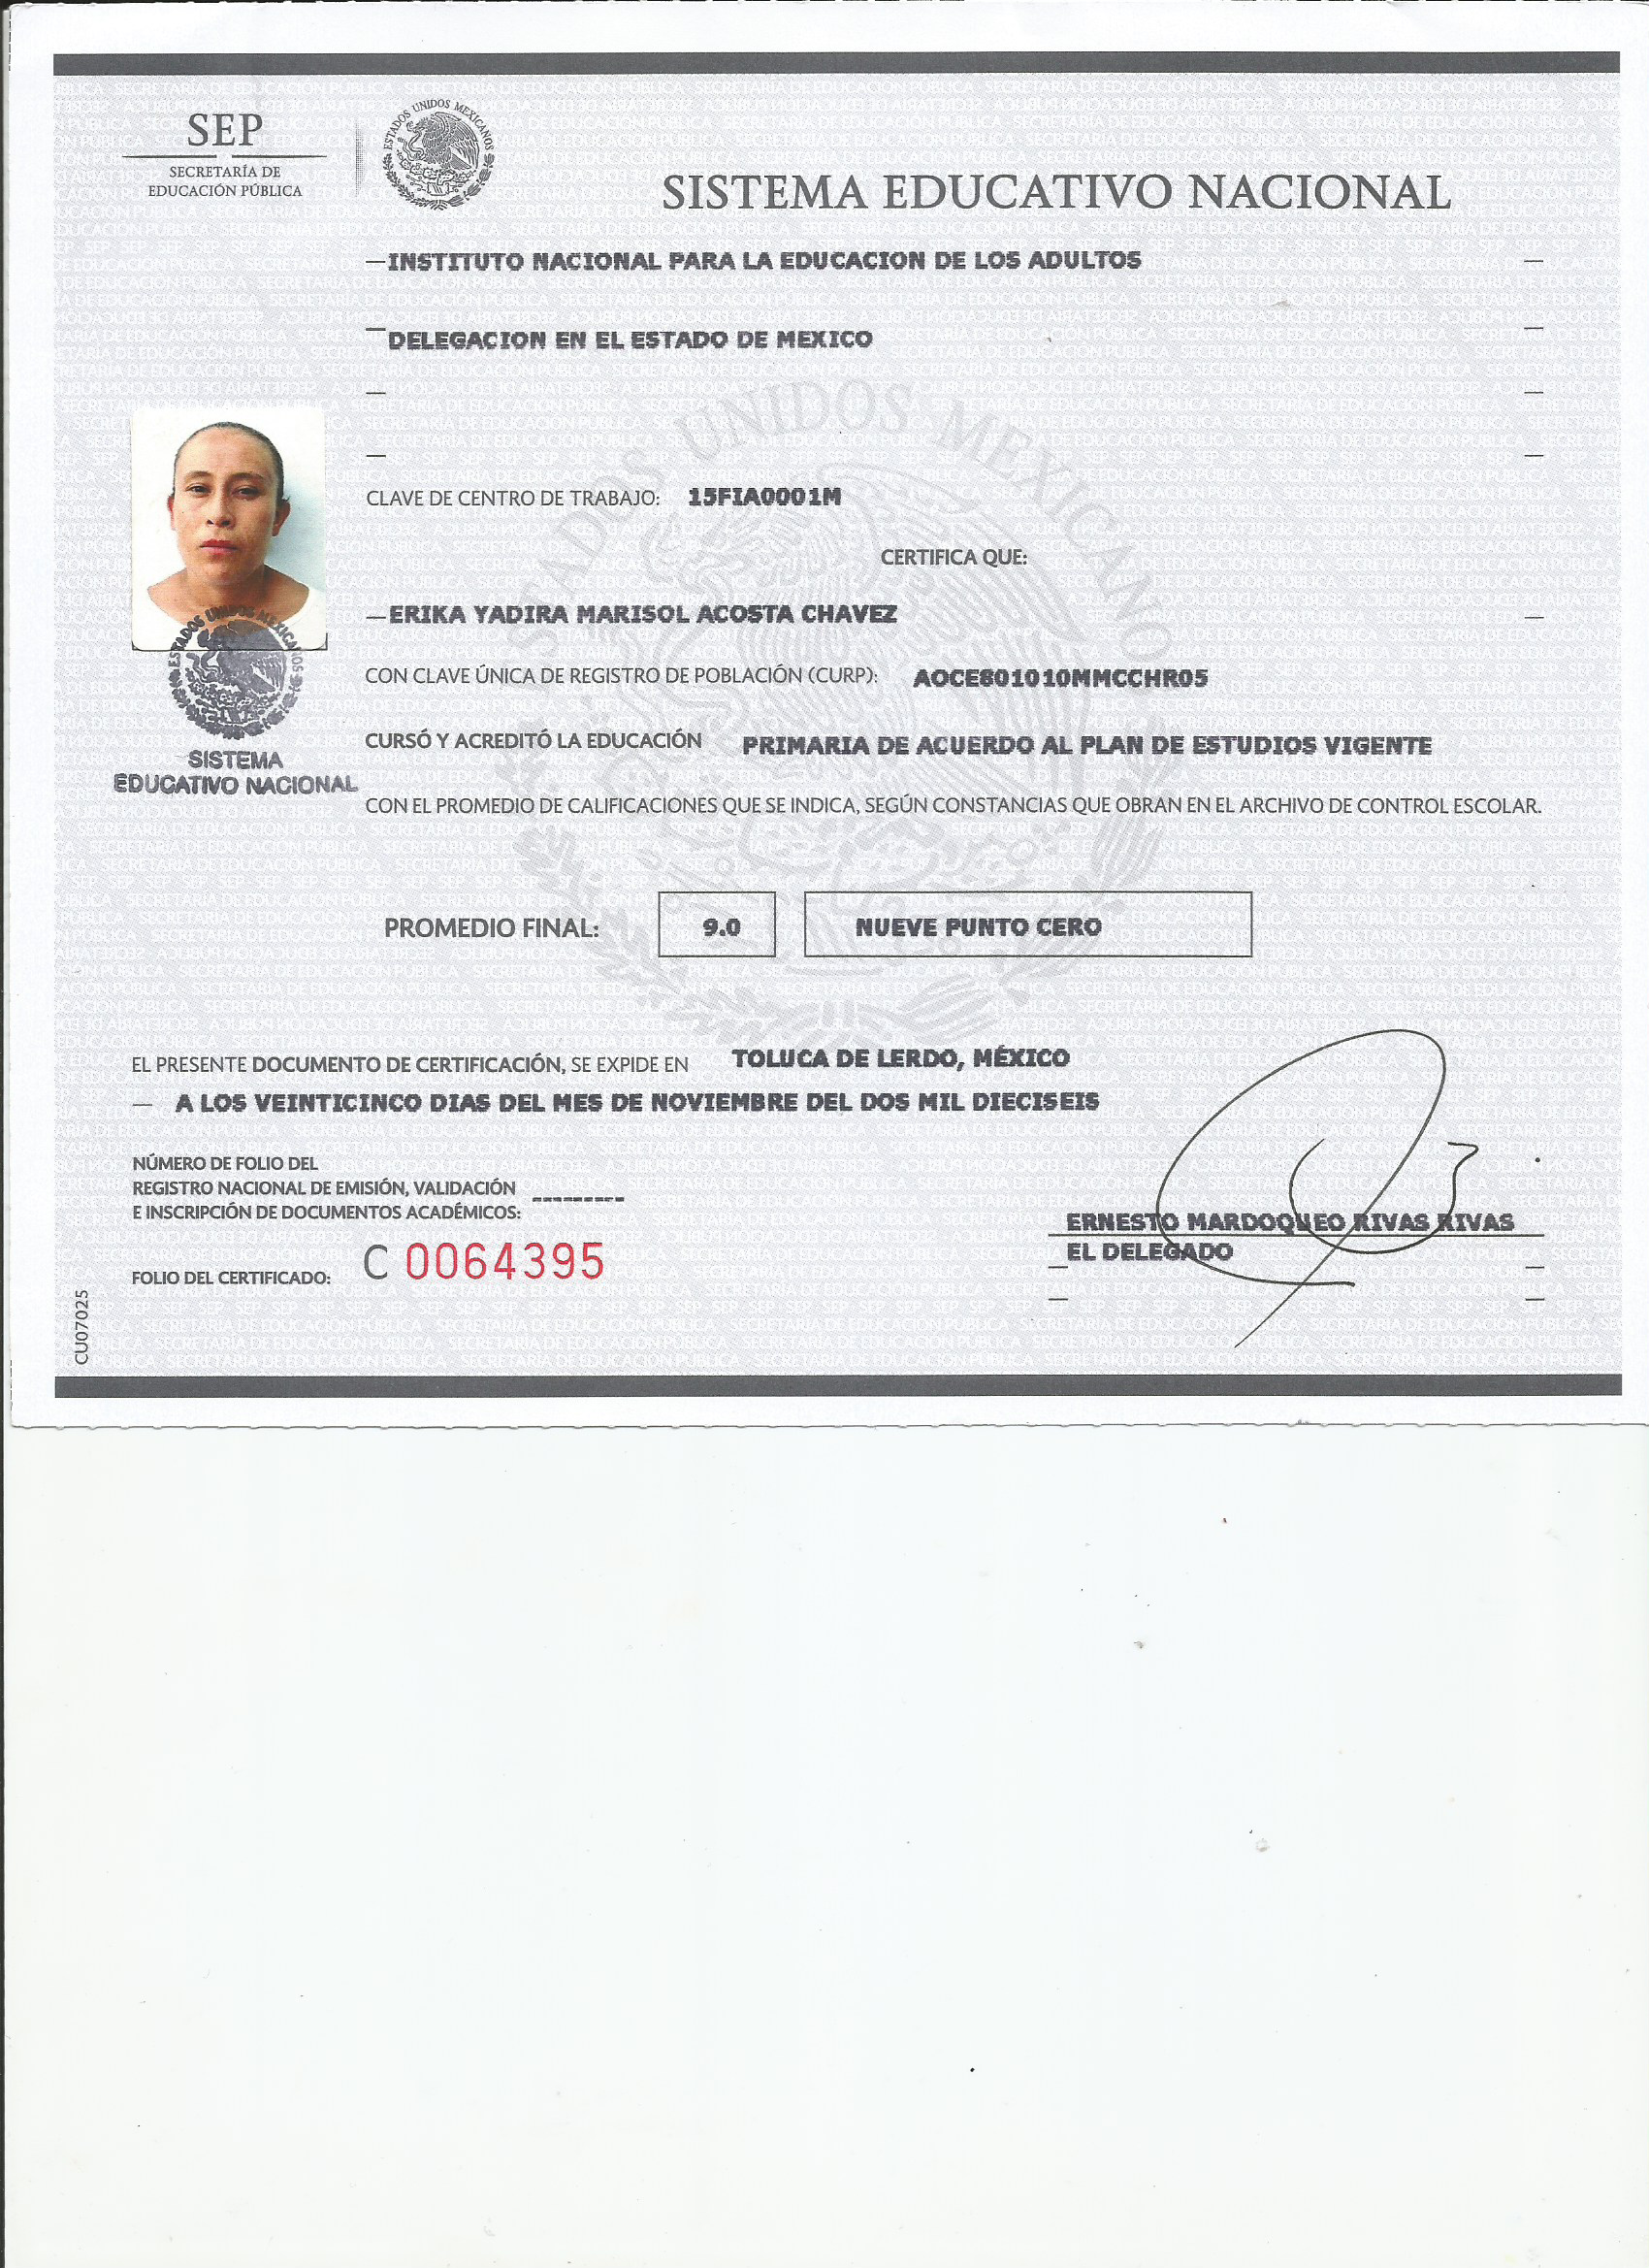 SEP
SECRETARÍA DE
EDUCACIÓN PÚBLICA
ESTADOS UNIDOS MEXICANOS
SISTEMA EDUCATIVO NACIONAL
INSTITUTO NACIONAL PARA LA EDUCACION DE LOS ADULTOS
DELEGACION EN EL ESTADO DE MEXICO
CLAVE DE CENTRO DE TRABAJO: 15FIA0001M
CERTIFICA QUE:
ERIKA YADIRA MARISOL ACOSTA CHAVEZ
CON CLAVE ÚNICA DE REGISTRO DE POBLACIÓN (CURP): AOCE801010MMCCHR05
CURSÓ Y ACREDITÓ LA EDUCACIÓN PRIMARIA DE ACUERDO AL PLAN DE ESTUDIOS VIGENTE
ESTADOS UNIDOS MEXICANOS
SISTEMA
EDUCATIVO NACIONAL
CON EL PROMEDIO DE CALIFICACIONES QUE SE INDICA, SEGÚN CONSTANCIAS QUE OBRAN EN EL ARCHIVO DE CONTROL ESCOLAR.
PROMEDIO FINAL: 9.0 NUEVE PUNTO CERO
EL PRESENTE DOCUMENTO DE CERTIFICACIÓN, SE EXPIDE EN TOLUCA DE LERDO, MÉXICO
A LOS VEINTICINCO DIAS DEL MES DE NOVIEMBRE DEL DOS MIL DIECISEIS
NÚMERO DE FOLIO DEL
REGISTRO NACIONAL DE EMISIÓN, VALIDACIÓN
E INSCRIPCIÓN DE DOCUMENTOS ACADÉMICOS:
ERNESTO MARDOQUEO RIVAS RIVAS
EL DELEGADO
FOLIO DEL CERTIFICADO: C 0064395
CU07025